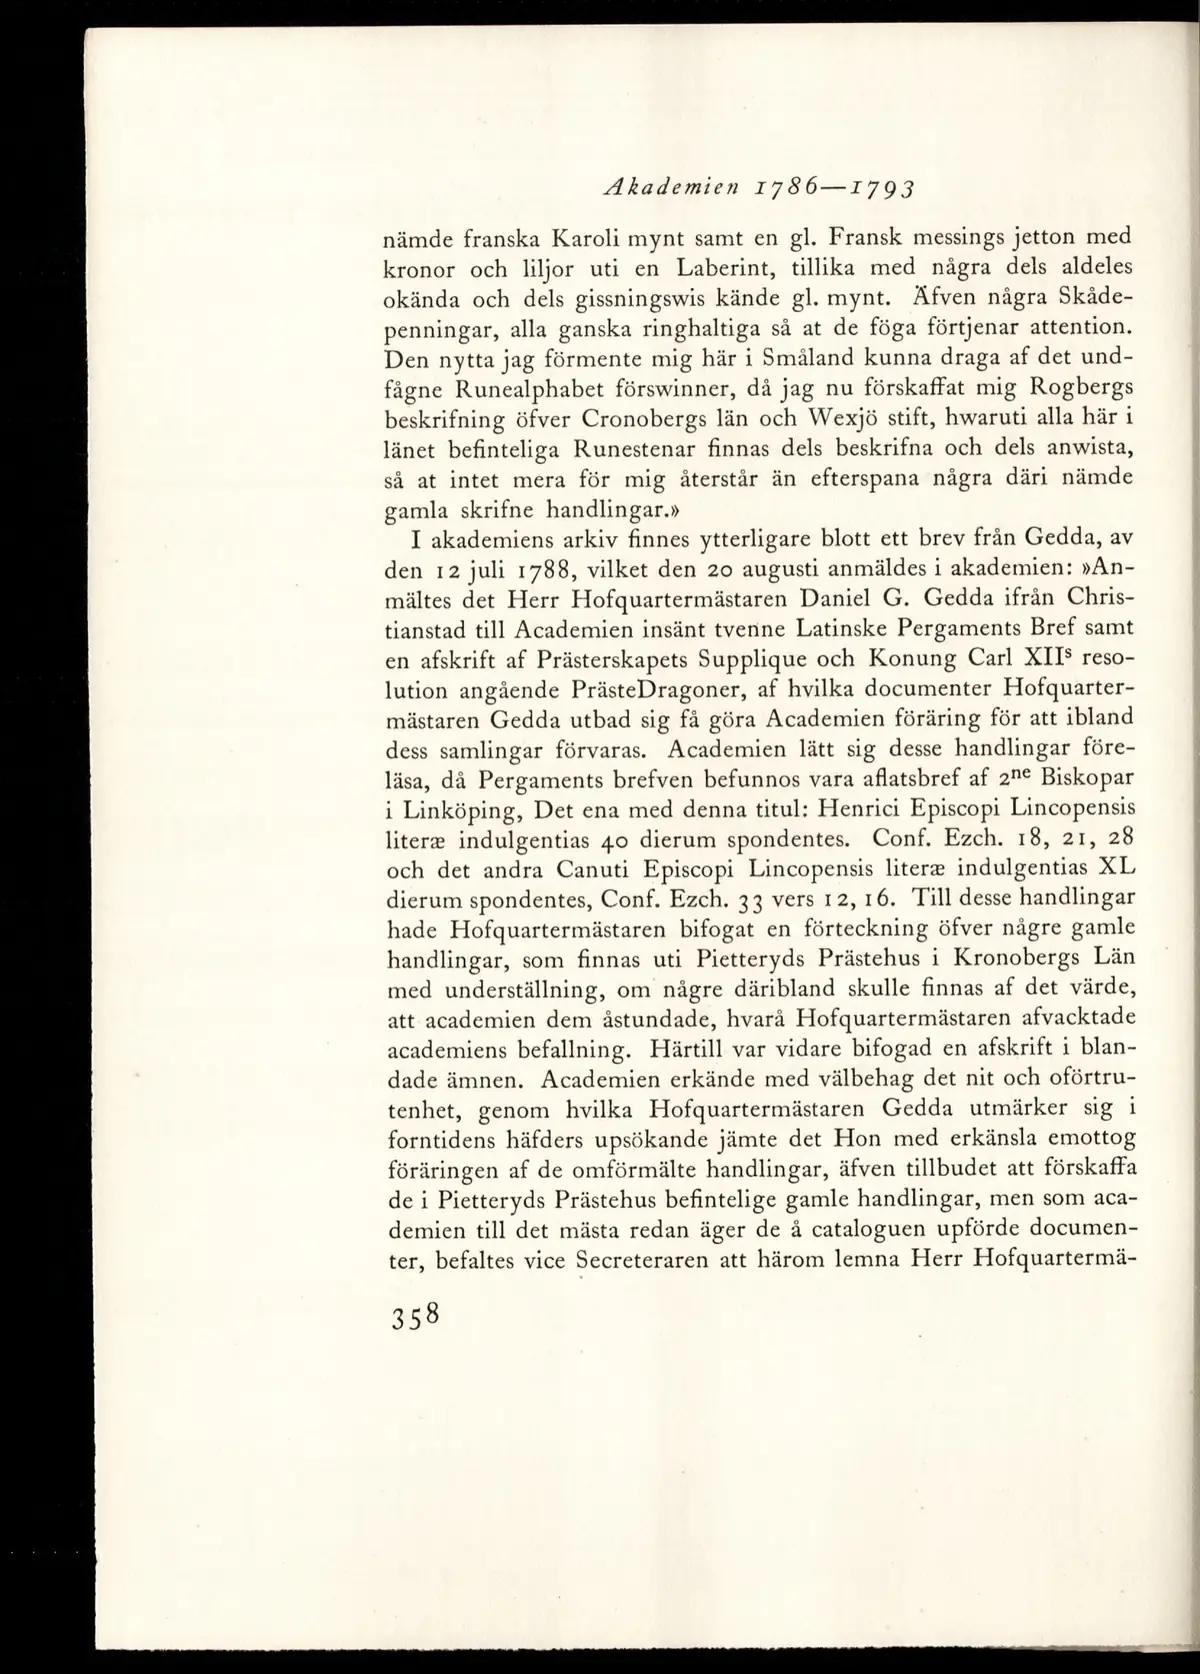 Akademien 1786—1793
nämde franska Karoli mynt samt en gl. Fransk messings jetton med
kronor och liljor uti en Laberint, tillika med några dels aldeles
okända och dels gissningswis kände gl. mynt. Äfven några Skåde-
penningar, alla ganska ringhaltiga så at de föga förtjenar attention.
Den nytta jag förmente mig här i Småland kunna draga af det und-
fågne Runealphabet förswinner, då jag nu förskaffat mig Rogbergs
beskrifning öfver Cronobergs län och Wexjö stift, hwaruti alla här i
länet befinteliga Runestenar finnas dels beskrifna och dels anwista,
så at intet mera för mig återstår än efterspana några däri nämde
gamla skrifne handlingar.»
I akademiens arkiv finnes ytterligare blott ett brev från Gedda, av
den 12 juli 1788, vilket den 20 augusti anmäldes i akademien: »An-
mältes det Herr Hofquartermästaren Daniel G. Gedda ifrån Chris-
tianstad till Academien insänt tvenne Latinske Pergaments Bref samt
en afskrift af Prästerskapets Supplique och Konung Carl XIIˢ reso-
lution angående PrästeDragoner, af hvilka documenter Hofquarter-
mästaren Gedda utbad sig få göra Academien föräring för att ibland
dess samlingar förvaras. Academien lätt sig desse handlingar före-
läsa, då Pergaments brefven befunnos vara aflatsbref af 2ⁿᵉ Biskopar
i Linköping, Det ena med denna titul: Henrici Episcopi Lincopensis
literæ indulgentias 40 dierum spondentes. Conf. Ezch. 18, 21, 28
och det andra Canuti Episcopi Lincopensis literæ indulgentias XL
dierum spondentes, Conf. Ezch. 33 vers 12, 16. Till desse handlingar
hade Hofquartermästaren bifogat en förteckning öfver någre gamle
handlingar, som finnas uti Pietteryds Prästehus i Kronobergs Län
med underställning, om någre däribland skulle finnas af det värde,
att academien dem åstundade, hvarå Hofquartermästaren afvacktade
academiens befallning. Härtill var vidare bifogad en afskrift i blan-
dade ämnen. Academien erkände med välbehag det nit och oförtru-
tenhet, genom hvilka Hofquartermästaren Gedda utmärker sig i
forntidens häfders upsökande jämte det Hon med erkänsla emottog
föräringen af de omförmälte handlingar, äfven tillbudet att förskaffa
de i Pietteryds Prästehus befintelige gamle handlingar, men som aca-
demien till det mästa redan äger de å cataloguen upförde documen-
ter, befaltes vice Secreteraren att härom lemna Herr Hofquartermä-
358